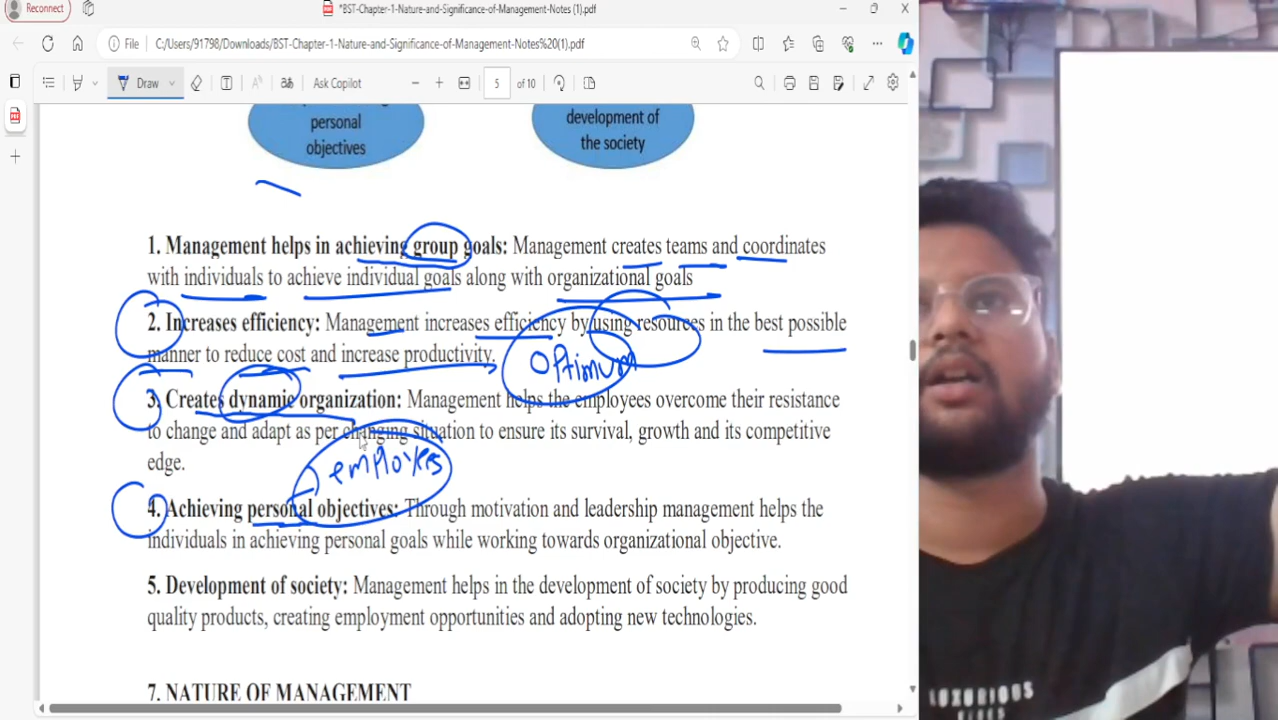 Reconnect
*BST-Chapter-1-Nature-and-Significance-of-Management-Notes (1).pdf
File C:/Users/91798/Downloads/BST-Chapter-1-Nature-and-Significance-of-Management-Notes%20(1).pdf
Draw Ask Copilot 5 of 10
personal
objectives
development of
the society
1. Management helps in achieving group goals: Management creates teams and coordinates
with individuals to achieve individual goals along with organizational goals
2. Increases efficiency: Management increases efficiency by using resources in the best possible
manner to reduce cost and increase productivity.
Optimum
3. Creates dynamic organization: Management helps the employees overcome their resistance
to change and adapt as per changing situation to ensure its survival, growth and its competitive
edge.
4. Achieving personal objectives: Through motivation and leadership management helps the
individuals in achieving personal goals while working towards organizational objective.
5. Development of society: Management helps in the development of society by producing good
quality products, creating employment opportunities and adopting new technologies.
7. NATURE OF MANAGEMENT
LUXURIOUS